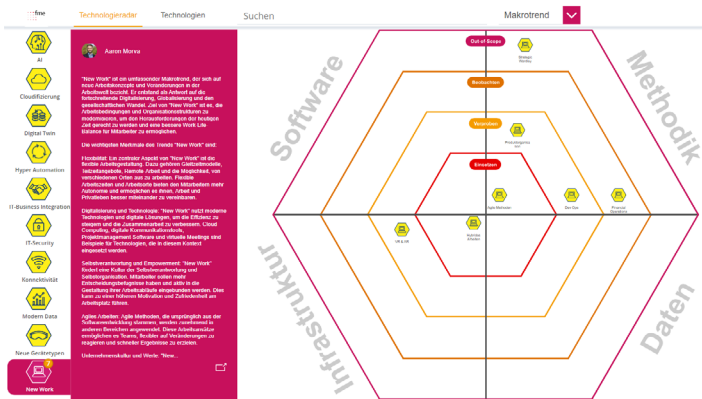 fme
Technologieradar
Technologien
Suchen
Makrotrend
AI
Cloudifizierung
Digital Twin
Hyper Automation
IT-Business Integration
IT-Security
Konnektivität
Modern Data
Neue Gerätetypen
7
New Work
Aaron Morva
"New Work" ist ein umfassender Makrotrend, der sich auf
neue Arbeitskonzepte und Veränderungen in der
Arbeitswelt bezieht. Er entstand als Antwort auf die
fortschreitende Digitalisierung, Globalisierung und den
gesellschaftlichen Wandel. Ziel von "New Work" ist es, die
Arbeitsbedingungen und Organisationsstrukturen zu
modernisieren, um den Herausforderungen der heutigen
Zeit gerecht zu werden und eine bessere Work Life
Balance für Mitarbeiter zu ermöglichen.
Die wichtigsten Merkmale des Trends "New Work" sind:
Flexibilität: Ein zentraler Aspekt von "New Work" ist die
flexible Arbeitsgestaltung. Dazu gehören Gleitzeitmodelle,
Teilzeitangebote, Remote Arbeit und die Möglichkeit, von
verschiedenen Orten aus zu arbeiten. Flexible
Arbeitszeiten und Arbeitsorte bieten den Mitarbeitern mehr
Autonomie und ermöglichen es ihnen, Arbeit und
Privatleben besser miteinander zu vereinbaren.
Digitalisierung und Technologie: "New Work" nutzt moderne
Technologien und digitale Lösungen, um die Effizienz zu
steigern und die Zusammenarbeit zu verbessern. Cloud
Computing, digitale Kommunikationstools,
Projektmanagement Software und virtuelle Meetings sind
Beispiele für Technologien, die in diesem Kontext
eingesetzt werden.
Selbstverantwortung und Empowerment: "New Work"
fördert eine Kultur der Selbstverantwortung und
Selbstorganisation. Mitarbeiter sollen mehr
Entscheidungsbefugnisse haben und aktiv in die
Gestaltung ihrer Arbeitsabläufe eingebunden werden. Dies
kann zu einer höheren Motivation und Zufriedenheit am
Arbeitsplatz führen.
Agiles Arbeiten: Agile Methoden, die ursprünglich aus der
Softwareentwicklung stammen, werden zunehmend in
anderen Bereichen angewendet. Diese Arbeitsansätze
ermöglichen es Teams, flexibler auf Veränderungen zu
reagieren und schneller Ergebnisse zu erzielen.
Unternehmenskultur und Werte: "New...
Software
Methodik
Infrastruktur
Daten
Out-of-Scope
Beobachten
Verproben
Einsetzen
Agile Methoden
Dev Ops
Financial
Operations